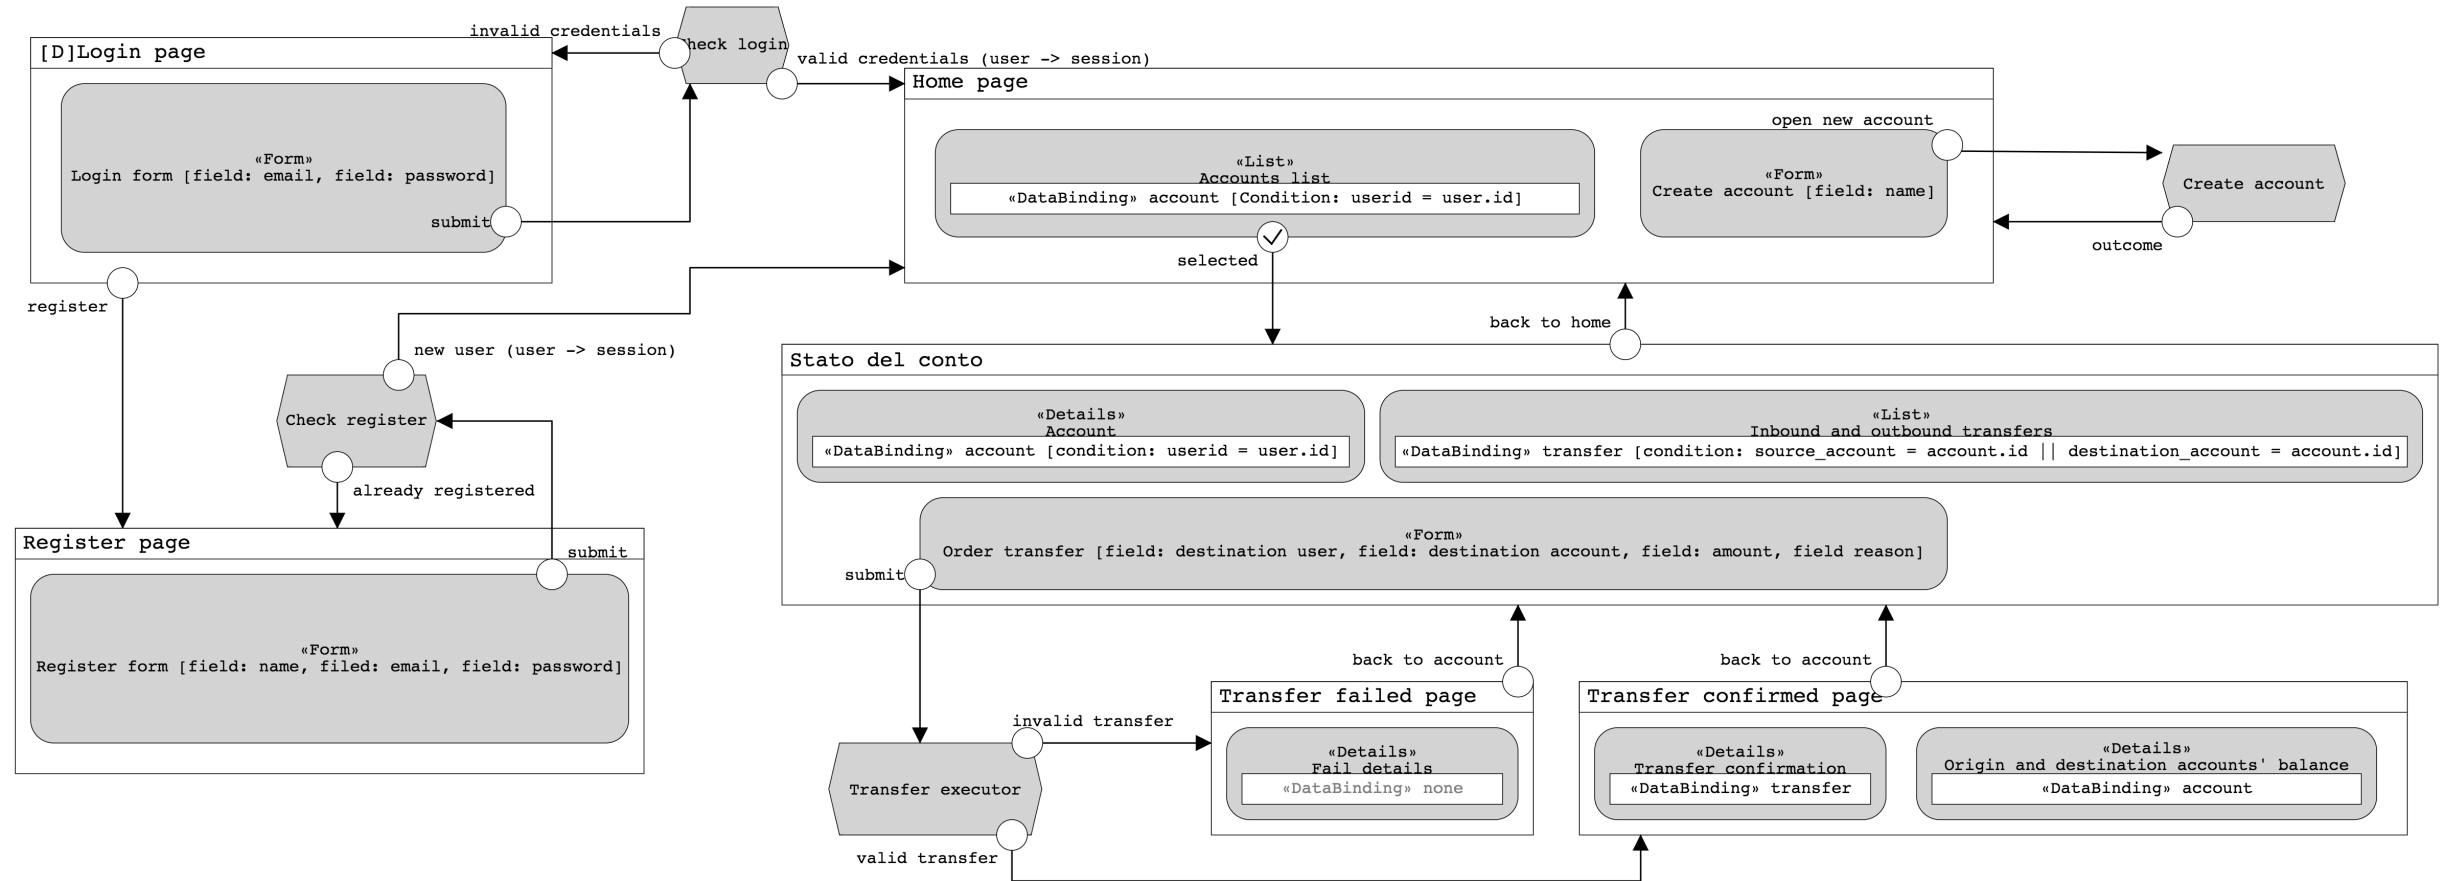 invalid credentials
Check login
[D]Login page
valid credentials (user -> session)
Home page
«Form»
Login form [field: email, field: password]
submit
register
«List»
Accounts list
«DataBinding» account [Condition: userid = user.id]
selected
open new account
«Form»
Create account [field: name]
Create account
outcome
new user (user -> session)
Check register
already registered
back to home
Stato del conto
«Details»
Account
«DataBinding» account [condition: userid = user.id]
«List»
Inbound and outbound transfers
«DataBinding» transfer [condition: source_account = account.id || destination_account = account.id]
«Form»
Order transfer [field: destination user, field: destination account, field: amount, field reason]
submit
Register page
submit
«Form»
Register form [field: name, filed: email, field: password]
back to account
back to account
Transfer failed page
Transfer confirmed page
invalid transfer
Transfer executor
valid transfer
«Details»
Fail details
«DataBinding» none
«Details»
Transfer confirmation
«DataBinding» transfer
«Details»
Origin and destination accounts' balance
«DataBinding» account